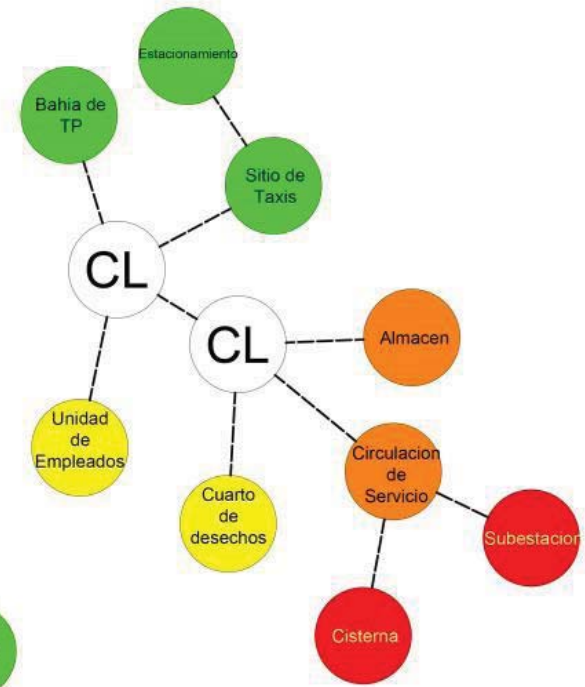 Estacionamiento
Bahia de
TP
Sitio de
Taxis
CL
CL
Almacen
Unidad
de
Empleados
Circulacion
de
Servicio
Cuarto
de
desechos
Subestacion
Cisterna